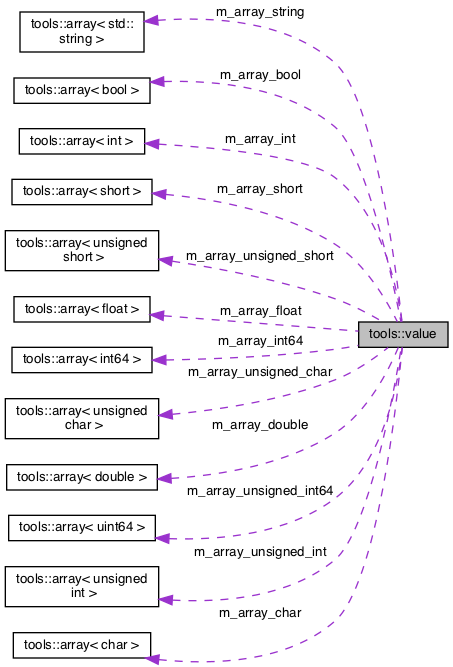 m_array_string
tools::array< std::
string >
m_array_bool
tools::array< bool >
m_array_int
tools::array< int >
m_array_short
tools::array< short >
tools::array< unsigned
short >
m_array_unsigned_short
tools::array< float >
m_array_float
tools::value
m_array_int64
tools::array< int64 >
m_array_unsigned_char
tools::array< unsigned
char >
m_array_double
tools::array< double >
m_array_unsigned_int64
tools::array< uint64 >
m_array_unsigned_int
tools::array< unsigned
int >
m_array_char
tools::array< char >